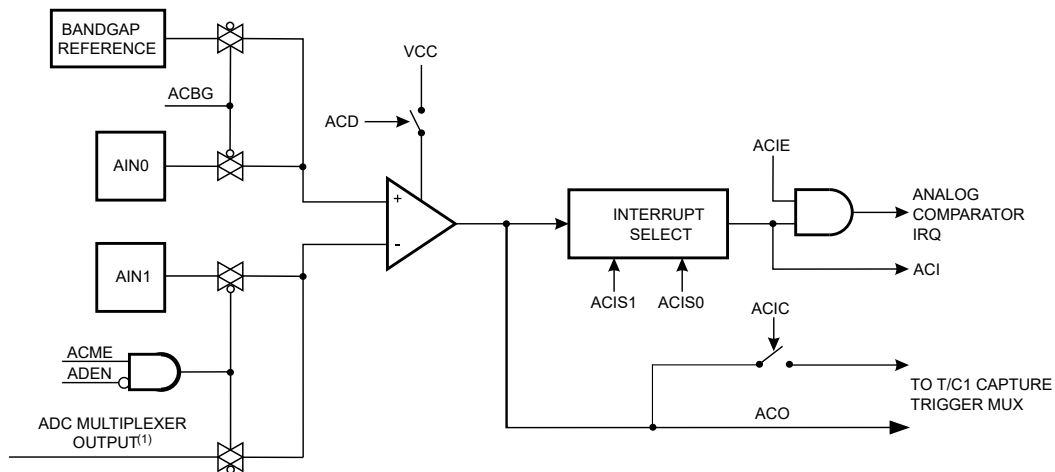 BANDGAP
REFERENCE
VCC
ACBG
ACD
AIN0
ACIE
+
ANALOG
COMPARATOR
IRQ
INTERRUPT
SELECT
-
AIN1
ACI
ACIS1
ACIS0
ACIC
ACME
ADEN
TO T/C1 CAPTURE
TRIGGER MUX
ACO
ADC MULTIPLEXER
OUTPUT(1)